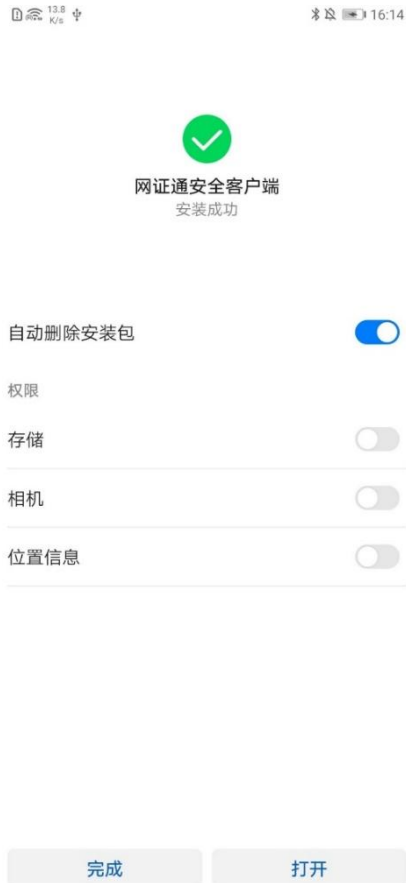 13.8
K/s
16:14
网证通安全客户端
安装成功
自动删除安装包
权限
存储
相机
位置信息
完成
打开